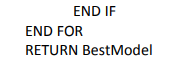 END IF
END FOR
RETURN BestModel